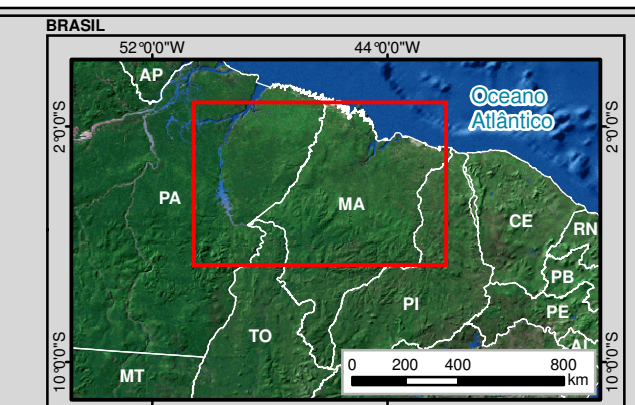 BRASIL
52°0'0"W 44°0'0"W
AP
Oceano
Atlântico
2°0'0"S 2°0'0"S
PA MA CE
RN
PB
PI PE
TO AL
10°0'0"S 10°0'0"S
MT
0 200 400 800
km